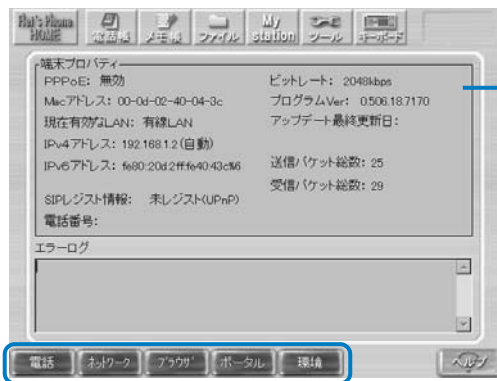 Flat's Phone HOME 電話帳 メモ帳 ファイル My station ツール キーボード
端末プロパティ
PPPoE: 無効
ビットレート: 2048kbps
Macアドレス: 00-0d-02-40-04-3c
プログラムVer: 0506.18.7170
現在有効なLAN: 有線LAN
アップデート最終更新日:
IPv4アドレス: 192.168.1.2(自動)
IPv6アドレス: fe80:20d:2ff:fe40:43c%6
送信パケット総数: 25
受信パケット総数: 29
SIPレジスト情報: 未レジスト(UPnP)
電話番号:
エラーログ
電話 ネットワーク ブラウザ ポータル 環境 ヘルプ